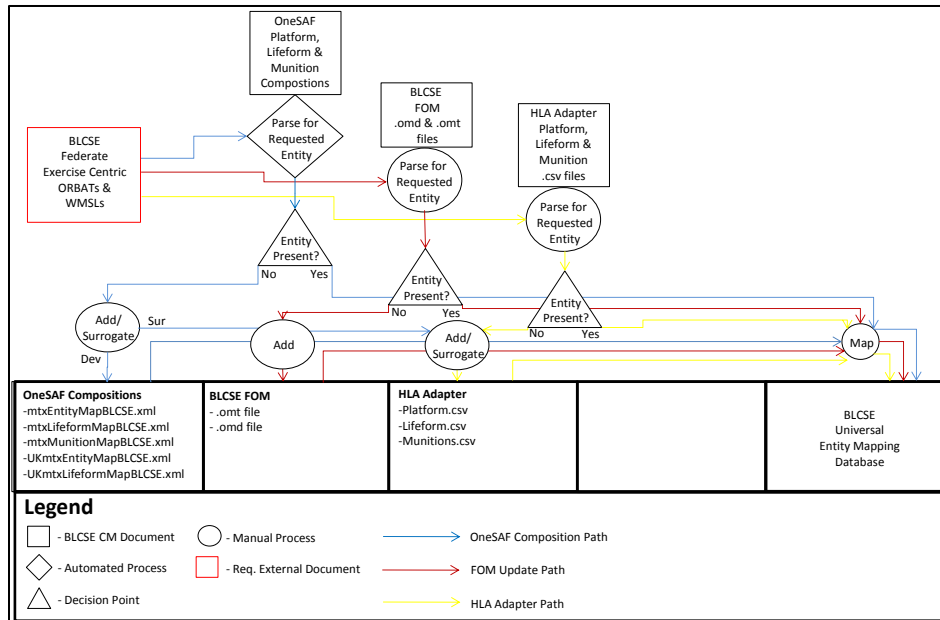 OneSAF
Platform,
Lifeform &
Munition
Compostions
BLCSE
FOM
.omd & .omt
files
HLA Adapter
Platform,
Lifeform &
Munition
.csv files
BLCSE
Federate
Exercise Centric
ORBATs &
WMSLs
Parse for
Requested
Entity
Parse for
Requested
Entity
Parse for
Requested
Entity
Entity
Present?
No Yes
Entity
Present?
No Yes
Entity
Present?
No Yes
Add/
Surrogate
Sur
Dev
Add
Add/
Surrogate
Map
OneSAF Compositions
-mtxEntityMapBLCSE.xml
-mtxLifeformMapBLCSE.xml
-mtxMunitionMapBLCSE.xml
-UKmtxEntityMapBLCSE.xml
-UKmtxLifeformMapBLCSE.xml
BLCSE FOM
- .omt file
- .omd file
HLA Adapter
-Platform.csv
-Lifeform.csv
-Munitions.csv
BLCSE
Universal
Entity Mapping
Database
Legend
- BLCSE CM Document
- Manual Process
OneSAF Composition Path
- Automated Process
- Req. External Document
FOM Update Path
- Decision Point
HLA Adapter Path